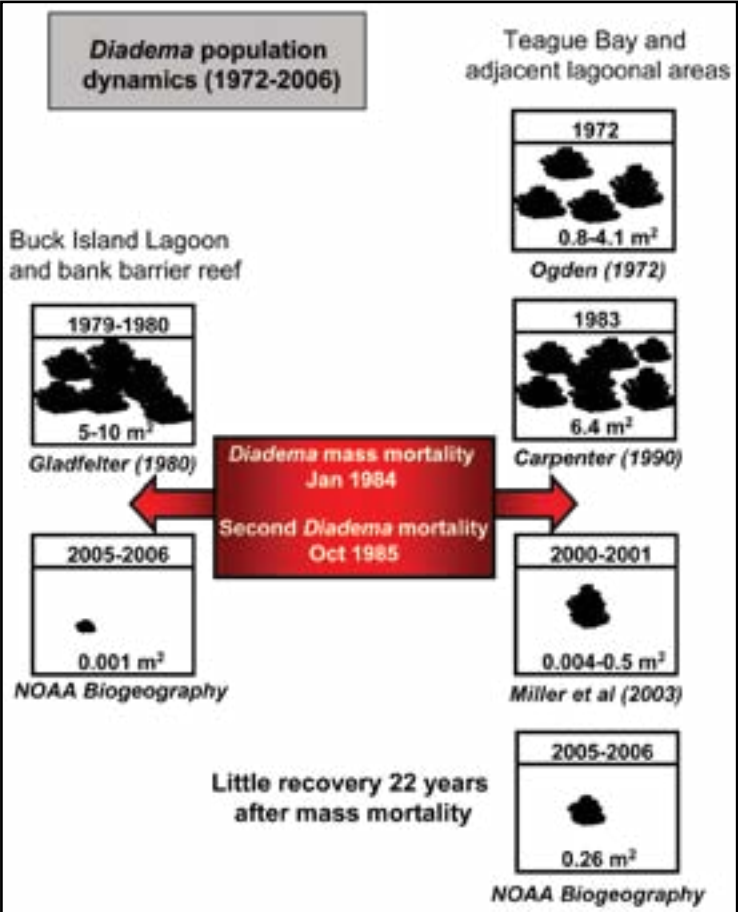 Diadema population
dynamics (1972-2006)
Teague Bay and
adjacent lagoonal areas
1972
0.8-4.1 m²
Ogden (1972)
Buck Island Lagoon
and bank barrier reef
1979-1980
5-10 m²
Gladfelter (1980)
1983
6.4 m²
Carpenter (1990)
Diadema mass mortality
Jan 1984
Second Diadema mortality
Oct 1985
2005-2006
0.001 m²
NOAA Biogeography
2000-2001
0.004-0.5 m²
Miller et al (2003)
Little recovery 22 years
after mass mortality
2005-2006
0.26 m²
NOAA Biogeography